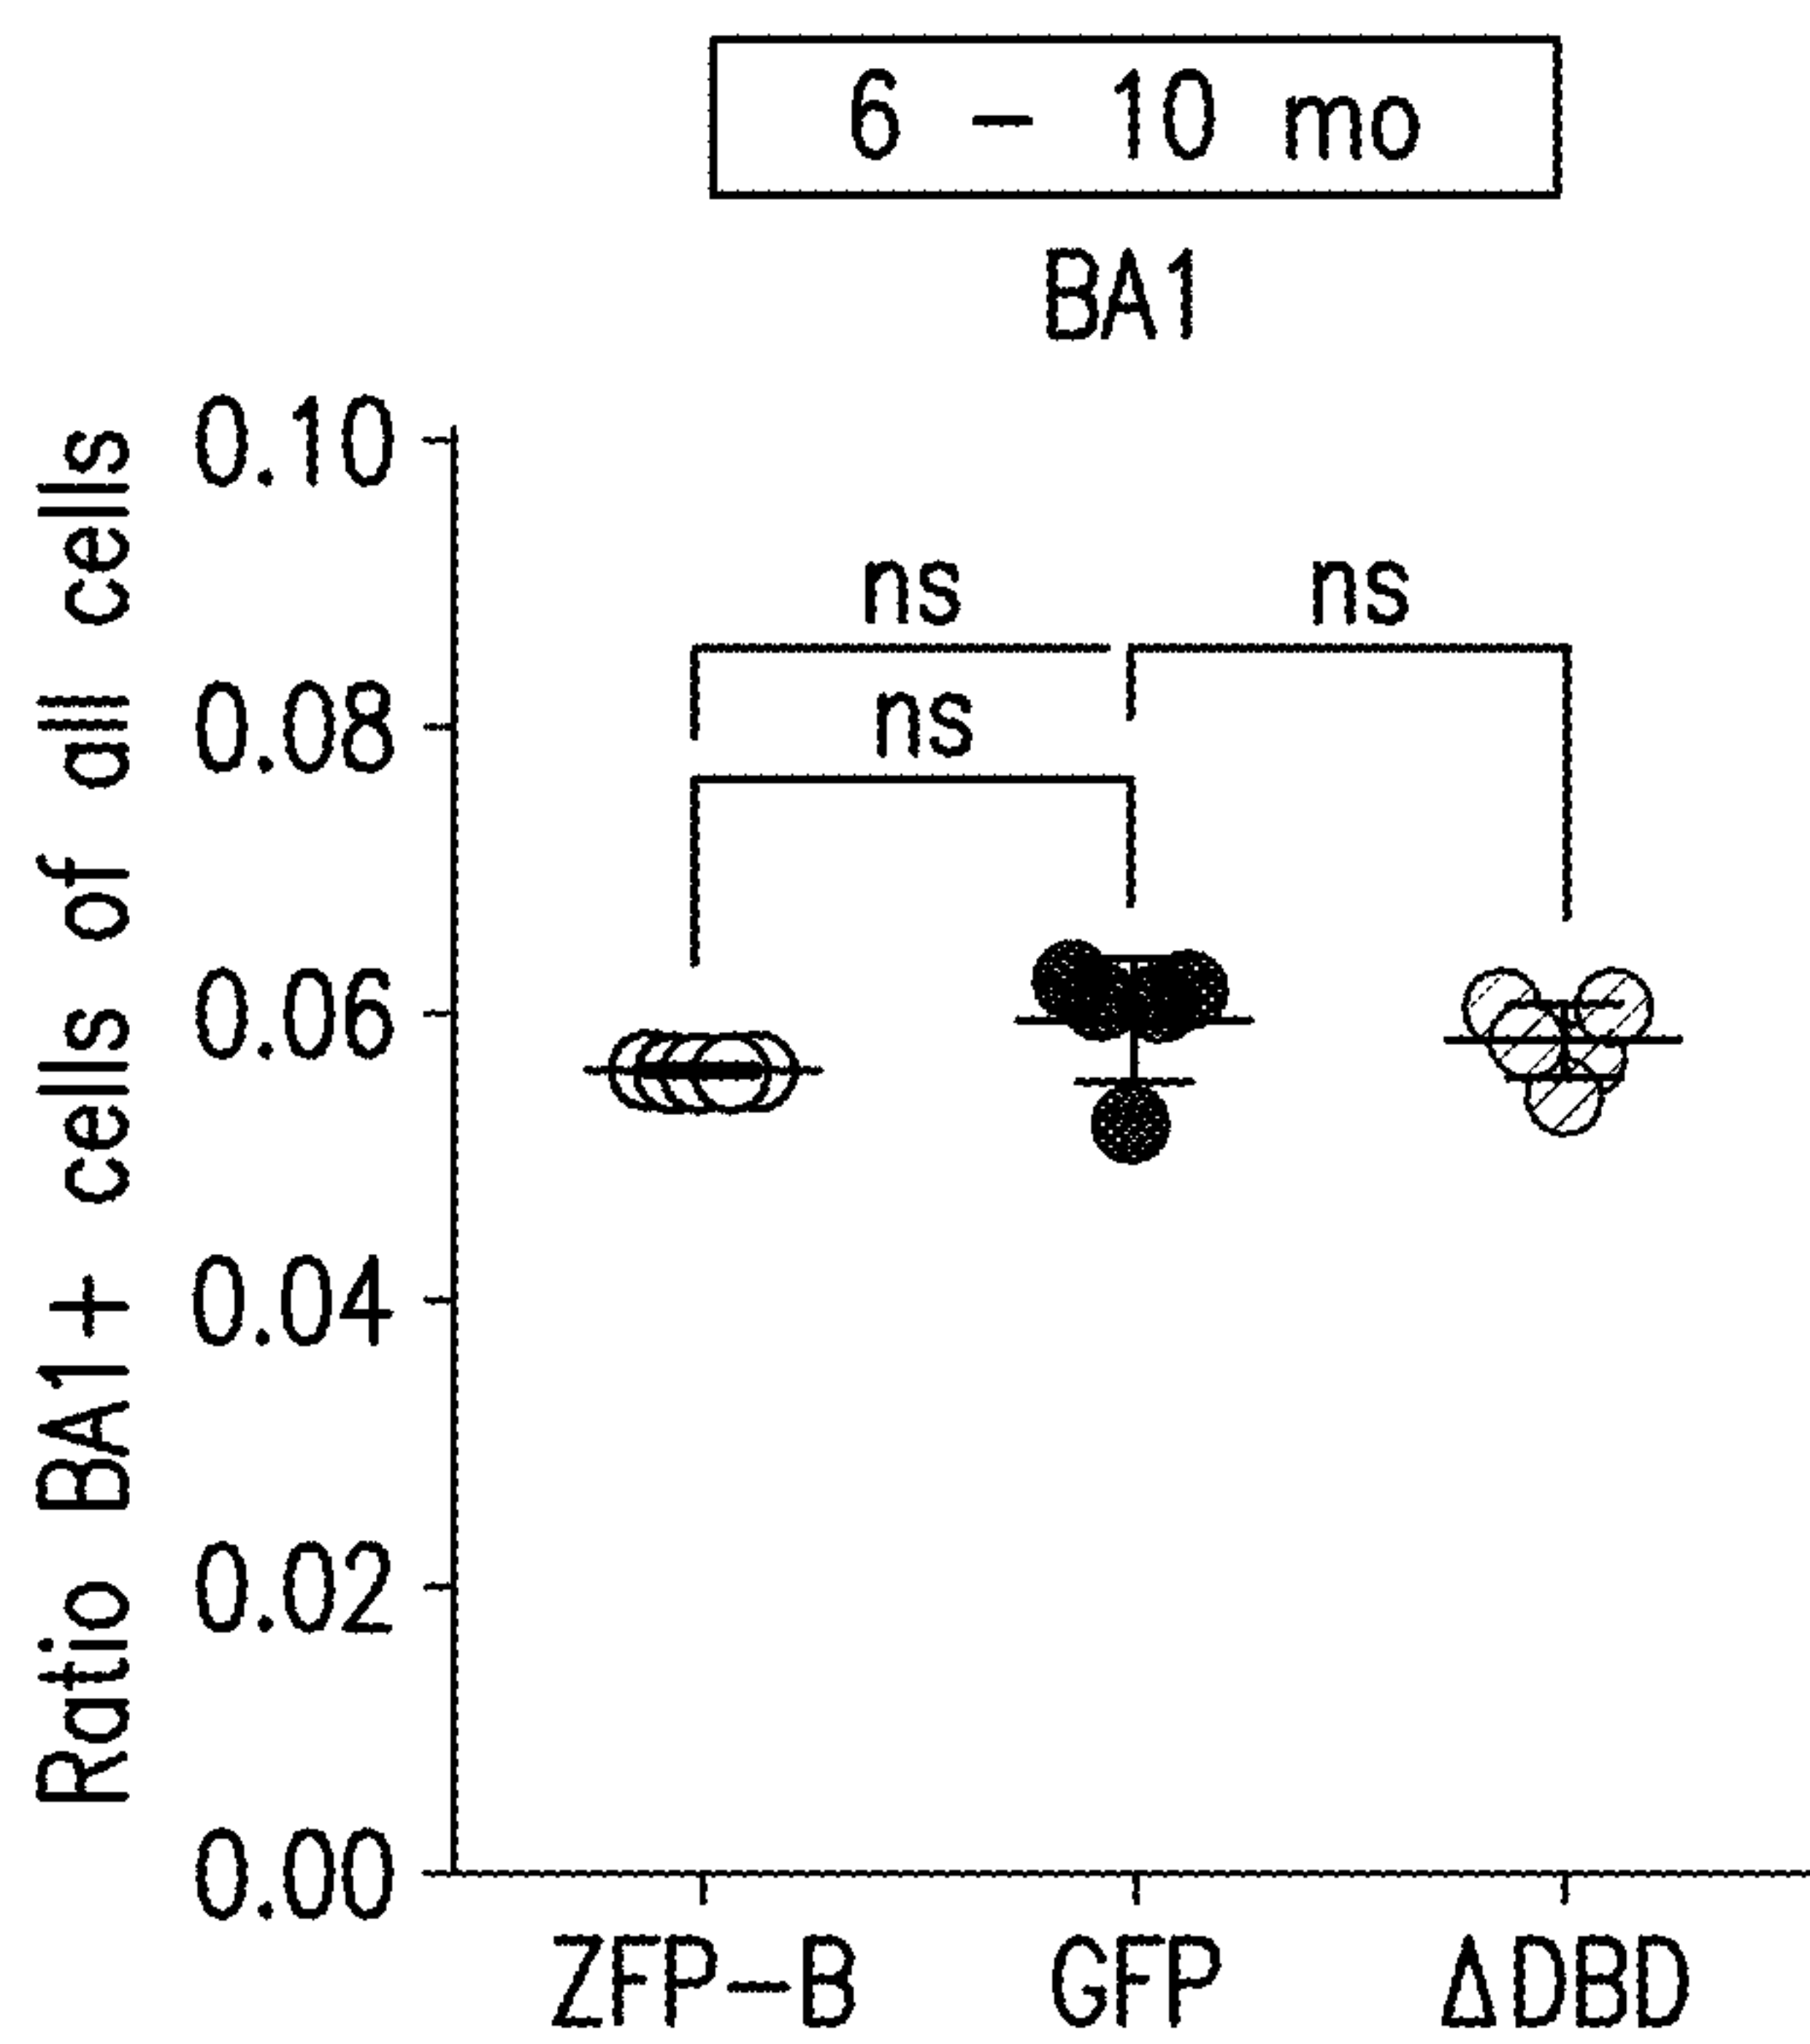 6 - 10 mo
BA1
Ratio BA1+ cells of all cells
0.10
0.08
0.06
0.04
0.02
0.00
ns
ns
ns
ZFP-B
GFP
ΔDBD